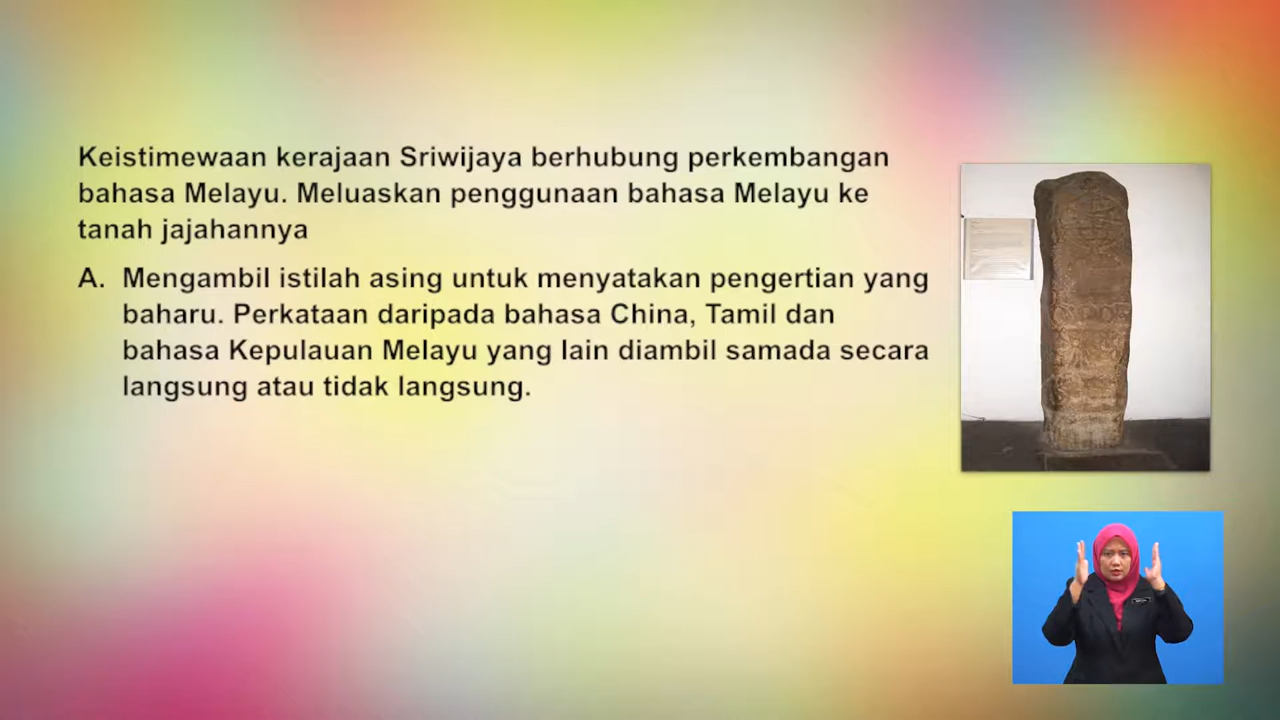 Keistimewaan kerajaan Sriwijaya berhubung perkembangan
bahasa Melayu. Meluaskan penggunaan bahasa Melayu ke
tanah jajahannya
A. Mengambil istilah asing untuk menyatakan pengertian yang
baharu. Perkataan daripada bahasa China, Tamil dan
bahasa Kepulauan Melayu yang lain diambil samada secara
langsung atau tidak langsung.